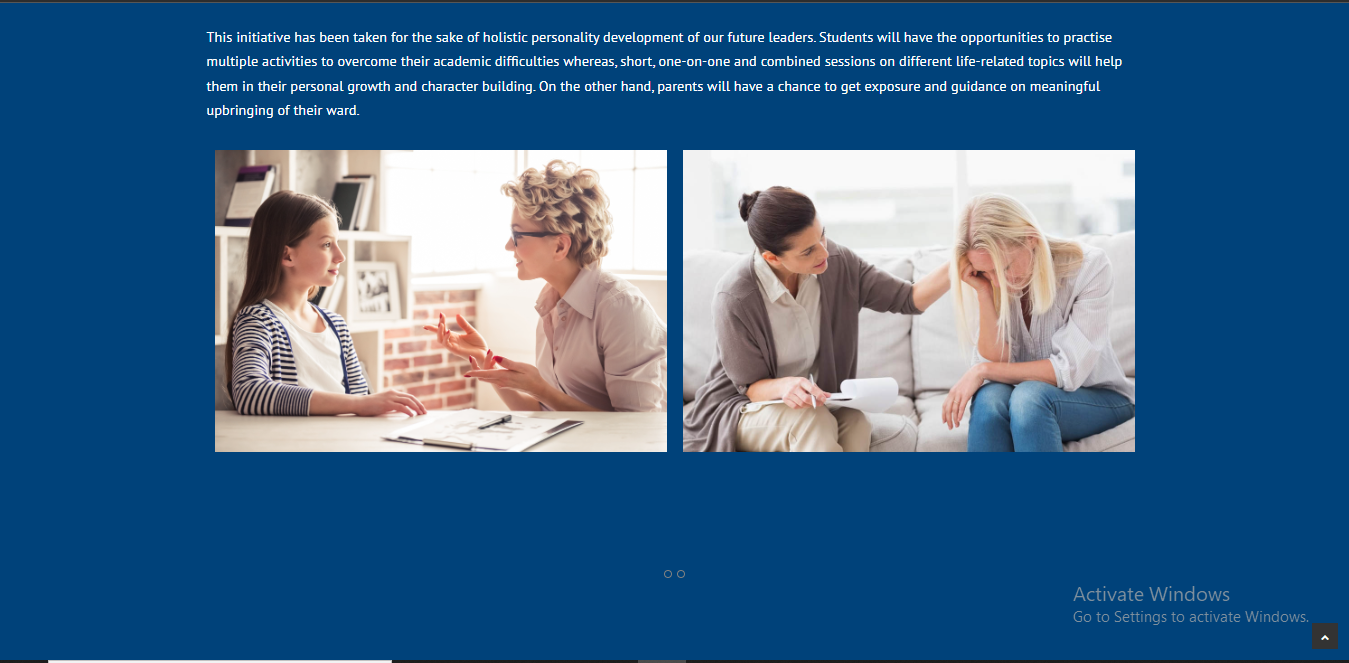 This initiative has been taken for the sake of holistic personality development of our future leaders. Students will have the opportunities to practise
multiple activities to overcome their academic difficulties whereas, short, one-on-one and combined sessions on different life-related topics will help
them in their personal growth and character building. On the other hand, parents will have a chance to get exposure and guidance on meaningful
upbringing of their ward.
Activate Windows
Go to Settings to activate Windows.